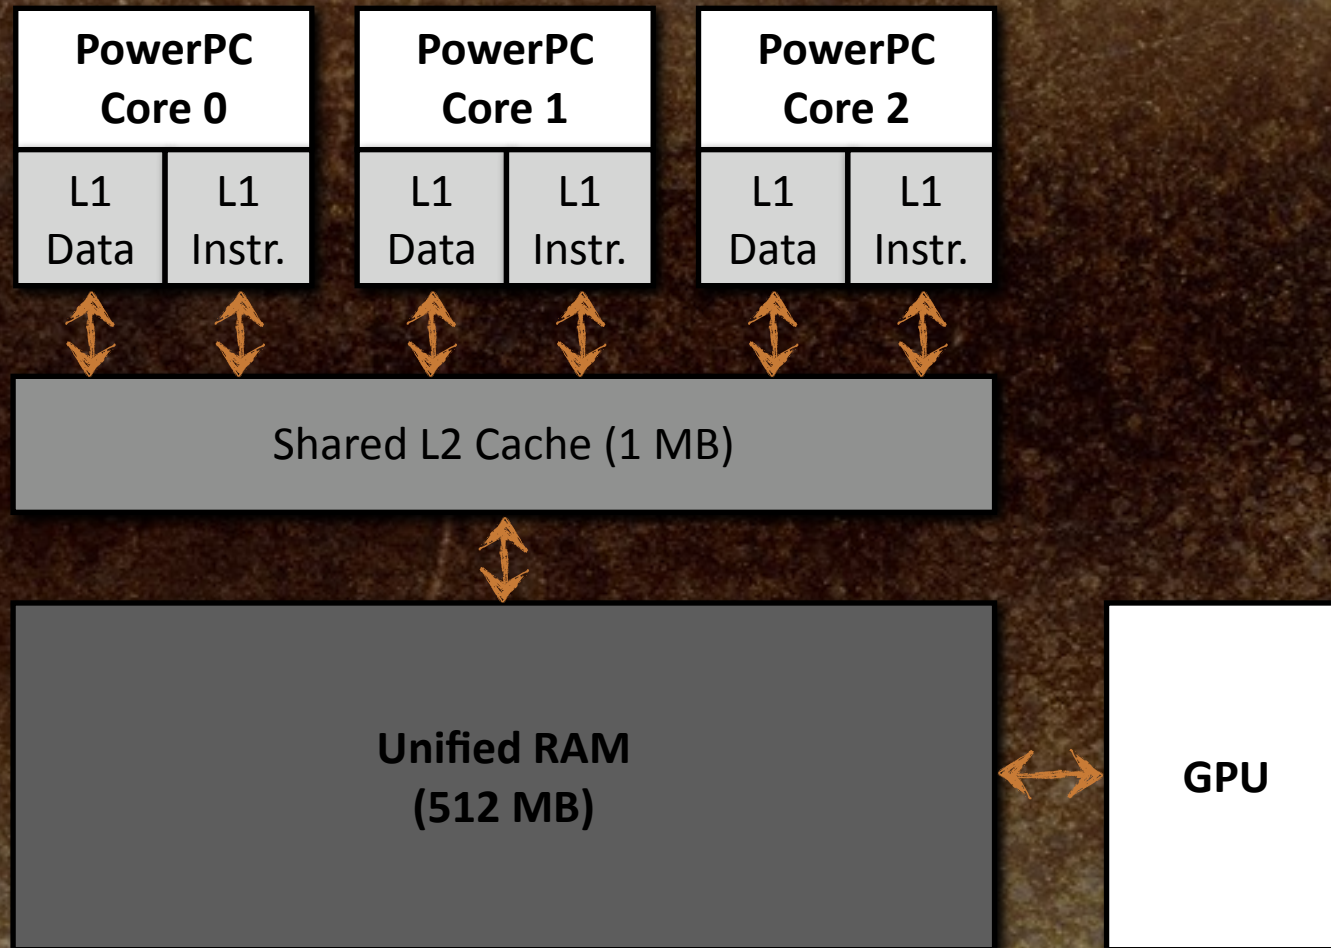 PowerPC
Core 0
PowerPC
Core 1
PowerPC
Core 2
L1
Data
L1
Instr.
L1
Data
L1
Instr.
L1
Data
L1
Instr.
Shared L2 Cache (1 MB)
Unified RAM
(512 MB)
GPU